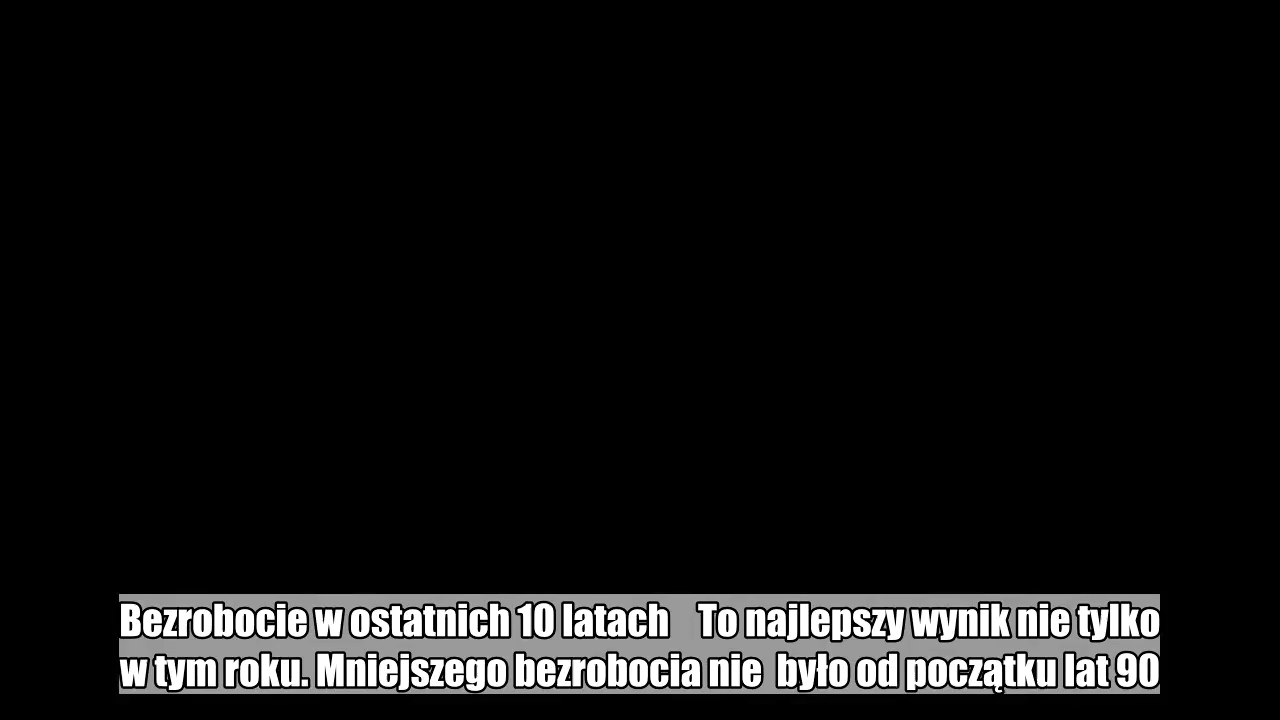 Bezrobocie w ostatnich 10 latach    To najlepszy wynik nie tylko
w tym roku. Mniejszego bezrobocia nie  było od początku lat 90